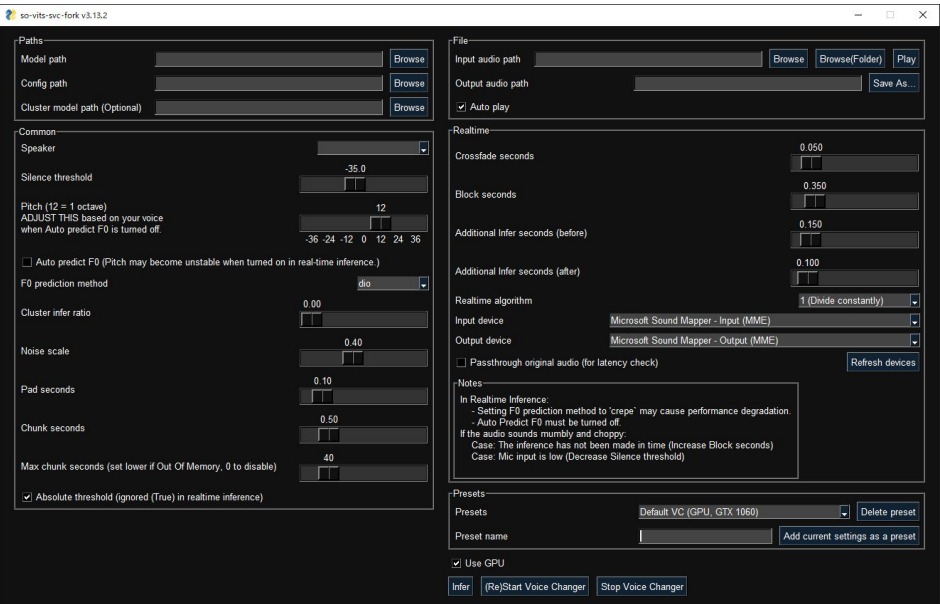 so-vits-svc-fork v3.13.2
Paths
Model path
Browse
Config path
Browse
Cluster model path (Optional)
Browse
Common
Speaker
Silence threshold
-35.0
Pitch (12 = 1 octave)
ADJUST THIS based on your voice
when Auto predict F0 is turned off.
12
-36 -24 -12 0 12 24 36
Auto predict F0 (Pitch may become unstable when turned on in real-time inference.)
F0 prediction method
dio
Cluster infer ratio
0.00
Noise scale
0.40
Pad seconds
0.10
Chunk seconds
0.50
Max chunk seconds (set lower if Out Of Memory, 0 to disable)
40
Absolute threshold (ignored (True) in realtime inference)
File
Input audio path
Browse
Browse(Folder)
Play
Output audio path
Save As...
Auto play
Realtime
Crossfade seconds
0.050
Block seconds
0.350
Additional Infer seconds (before)
0.150
Additional Infer seconds (after)
0.100
Realtime algorithm
1 (Divide constantly)
Input device
Microsoft Sound Mapper - Input (MME)
Output device
Microsoft Sound Mapper - Output (MME)
Passthrough original audio (for latency check)
Refresh devices
Notes
In Realtime Inference:
- Setting F0 prediction method to 'crepe` may cause performance degradation.
- Auto Predict F0 must be turned off.
If the audio sounds mumbly and choppy:
Case: The inference has not been made in time (Increase Block seconds)
Case: Mic input is low (Decrease Silence threshold)
Presets
Presets
Default VC (GPU, GTX 1060)
Delete preset
Preset name
Add current settings as a preset
Use GPU
Infer
(Re)Start Voice Changer
Stop Voice Changer